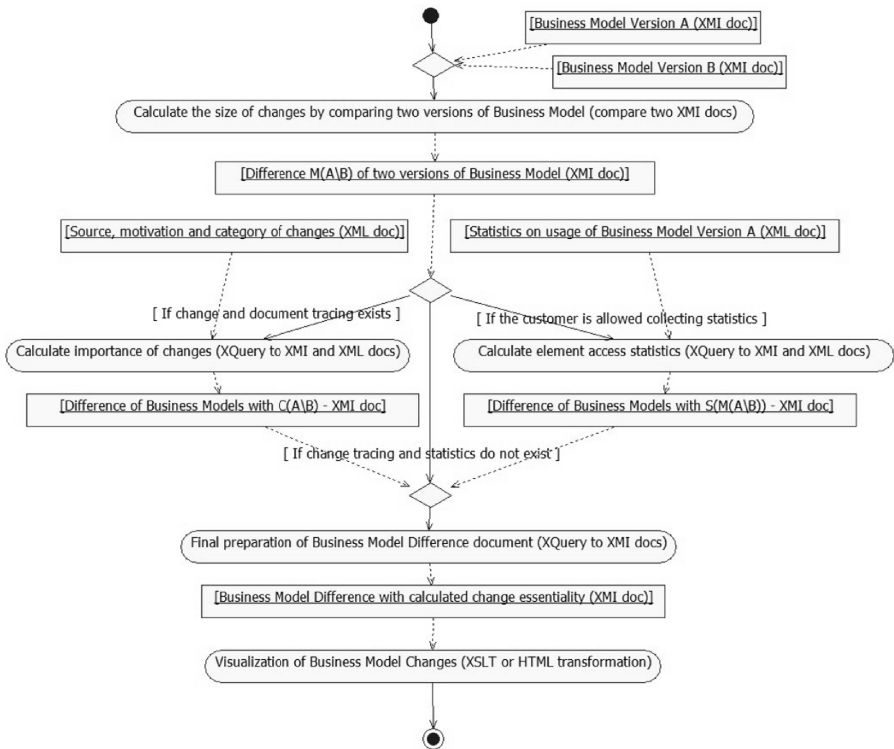 [Business Model Version A (XMI doc)]
[Business Model Version B (XMI doc)]
Calculate the size of changes by comparing two versions of Business Model (compare two XMI docs)
[Difference M(A\B) of two versions of Business Model (XMI doc)]
[Source, motivation and category of changes (XML doc)]
[Statistics on usage of Business Model Version A (XML doc)]
[ If change and document tracing exists ]
[ If the customer is allowed collecting statistics ]
Calculate importance of changes (XQuery to XMI and XML docs)
Calculate element access statistics (XQuery to XMI and XML docs)
[Difference of Business Models with C(A\B) - XMI doc]
[Difference of Business Models with S(M(A\B)) - XMI doc]
[ If change tracing and statistics do not exist ]
Final preparation of Business Model Difference document (XQuery to XMI docs)
[Business Model Difference with calculated change essentiality (XMI doc)]
Visualization of Business Model Changes (XSLT or HTML transformation)